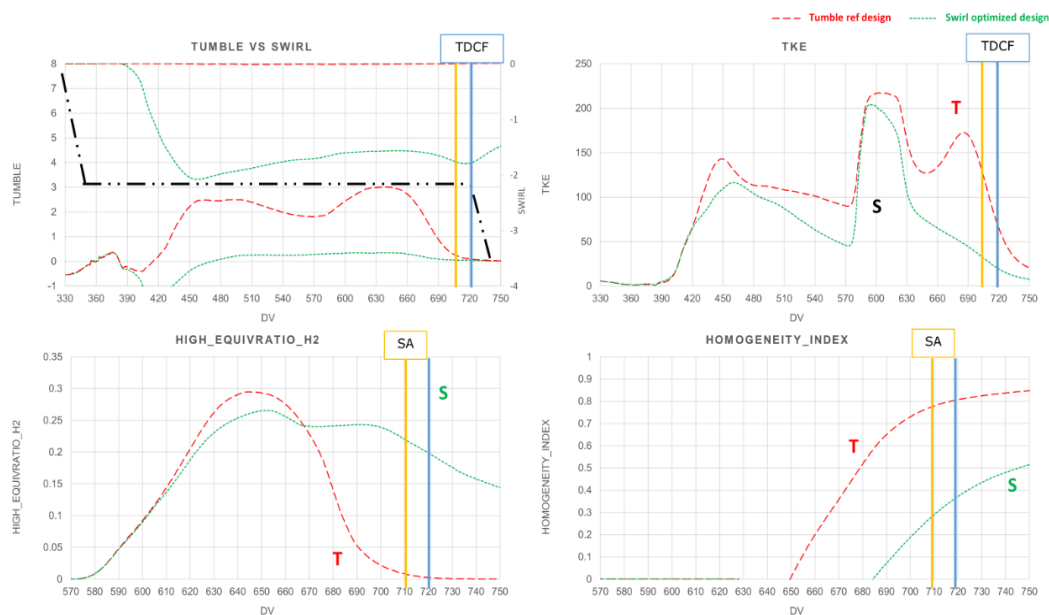 Tumble ref design Swirl optimized design
TUMBLE VS SWIRL
TDCF
8 0
7
6 -1
5
4 -2
3
2 -3
1
0
-1 -4
TUMBLE
SWIRL
330 360 390 420 450 480 510 540 570 600 630 660 690 720 750
DV
TKE
TDCF
250
200
150
100
50
0
TKE
T
S
330 360 390 420 450 480 510 540 570 600 630 660 690 720 750
DV
HIGH_EQUIVRATIO_H2
SA
0.35
0.3
0.25
0.2
0.15
0.1
0.05
0
HIGH_EQUIVRATIO_H2
S
T
570 580 590 600 610 620 630 640 650 660 670 680 690 700 710 720 730 740 750
DV
HOMOGENEITY_INDEX
SA
1
0.9
0.8
0.7
0.6
0.5
0.4
0.3
0.2
0.1
0
HOMOGENEITY_INDEX
T
S
570 580 590 600 610 620 630 640 650 660 670 680 690 700 710 720 730 740 750
DV